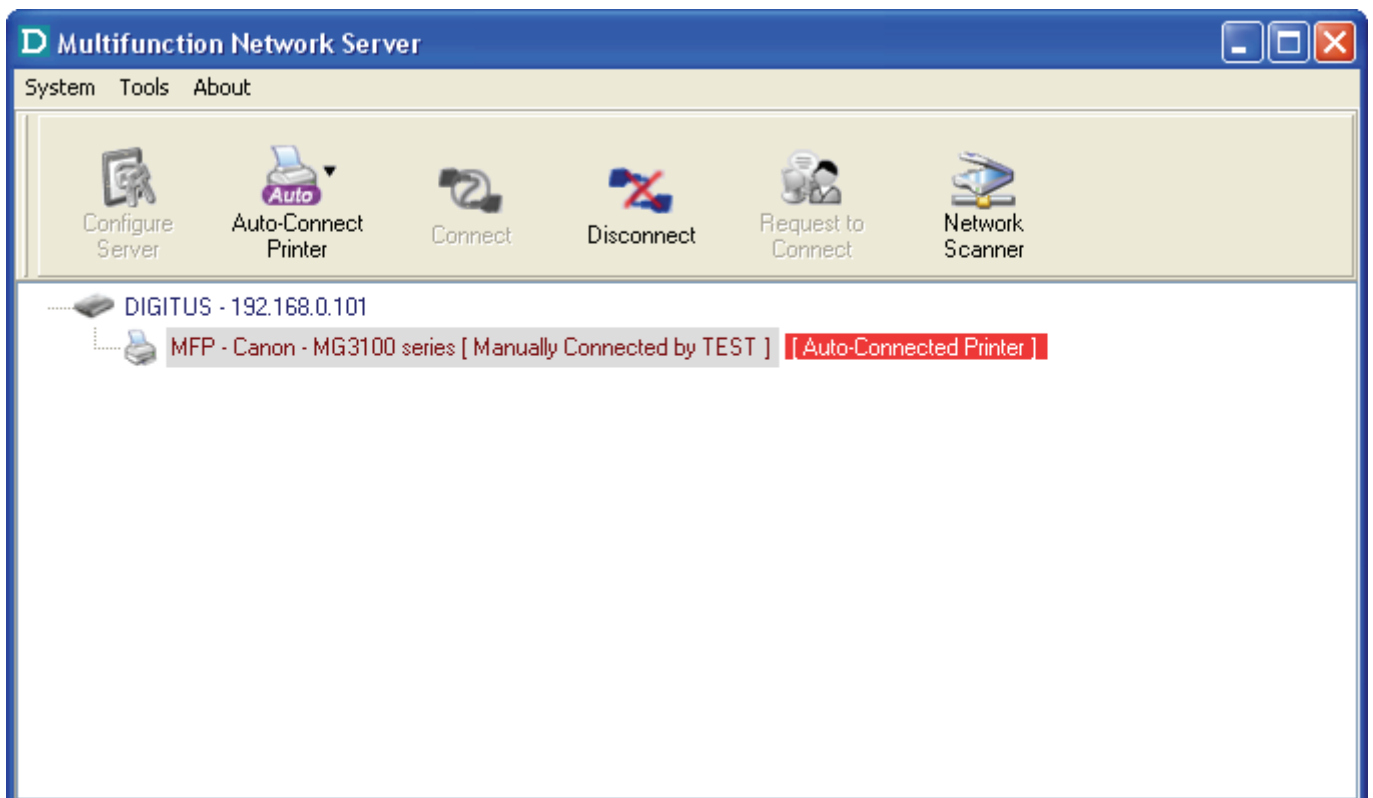 D Multifunction Network Server
System Tools About
Auto
Configure Server
Auto-Connect Printer
Connect
Disconnect
Request to Connect
Network Scanner
DIGITUS - 192.168.0.101
MFP - Canon - MG3100 series [ Manually Connected by TEST ] [ Auto-Connected Printer ]